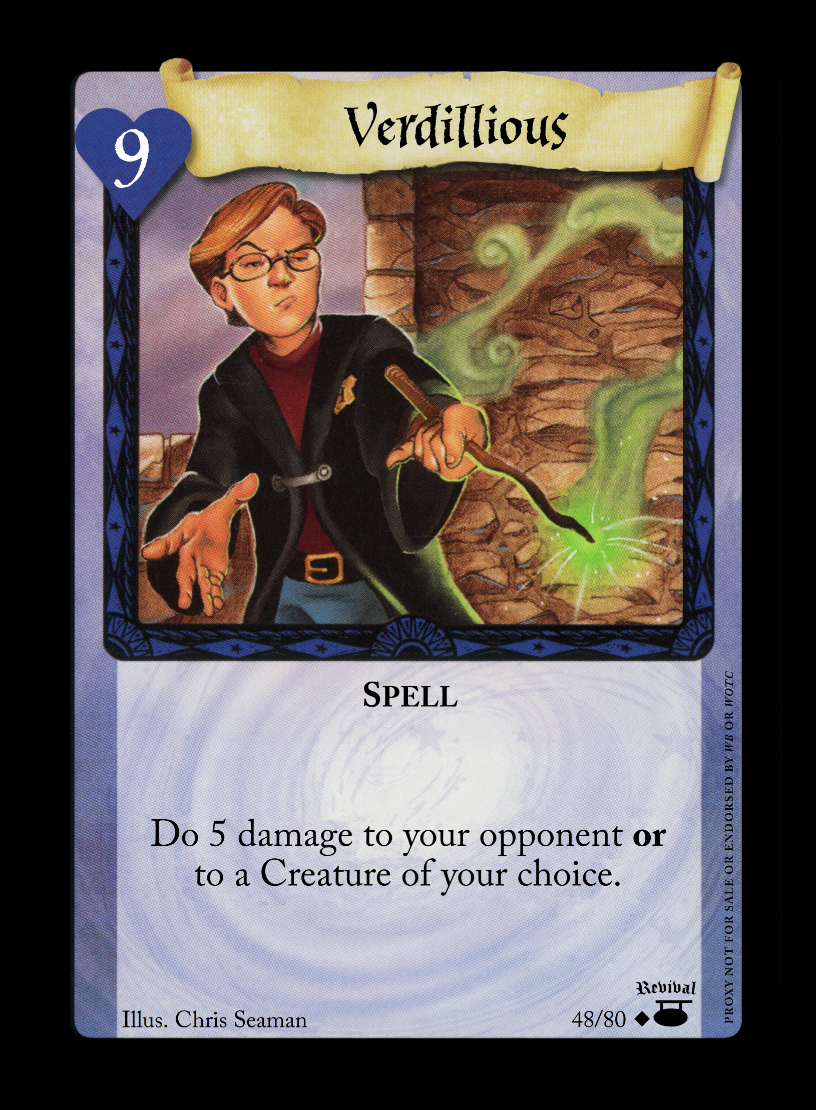 Verdillious
9
SPELL
Do 5 damage to your opponent or
to a Creature of your choice.
PROXY NOT FOR SALE OR ENDORSED BY WB OR WOTC
Revival
Illus. Chris Seaman
48/80